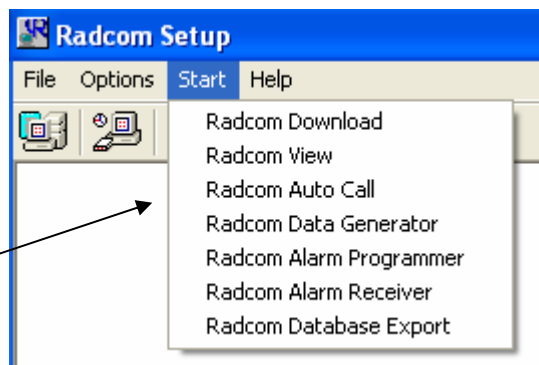 Radcom Setup
File Options Start Help
Radcom Download
Radcom View
Radcom Auto Call
Radcom Data Generator
Radcom Alarm Programmer
Radcom Alarm Receiver
Radcom Database Export